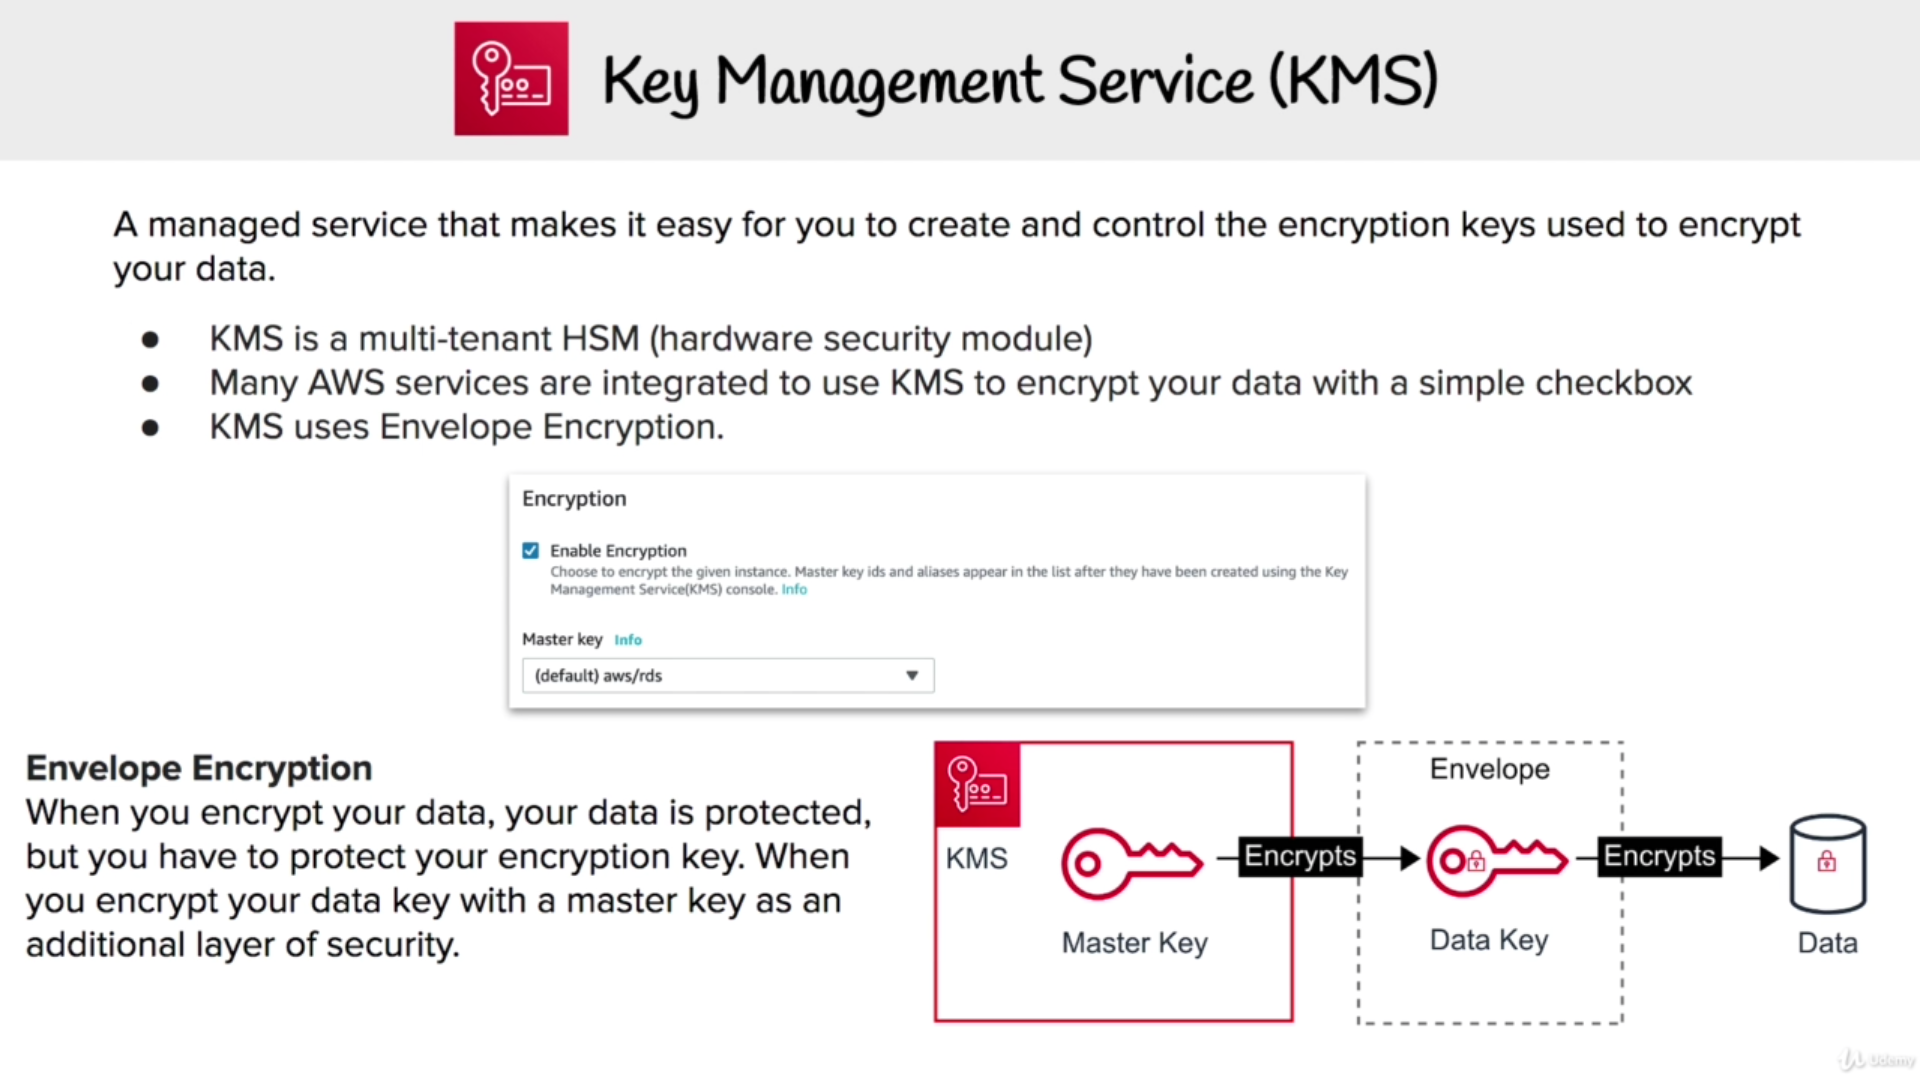 Key Management Service (KMS)
A managed service that makes it easy for you to create and control the encryption keys used to encrypt
your data.
● KMS is a multi-tenant HSM (hardware security module)
● Many AWS services are integrated to use KMS to encrypt your data with a simple checkbox
● KMS uses Envelope Encryption.
Encryption
Enable Encryption
Choose to encrypt the given instance. Master key ids and aliases appear in the list after they have been created using the Key
Management Service(KMS) console. Info
Master key Info
(default) aws/rds
Envelope Encryption
When you encrypt your data, your data is protected,
but you have to protect your encryption key. When
you encrypt your data key with a master key as an
additional layer of security.
KMS
Master Key
Encrypts
Envelope
Data Key
Encrypts
Data
Udemy